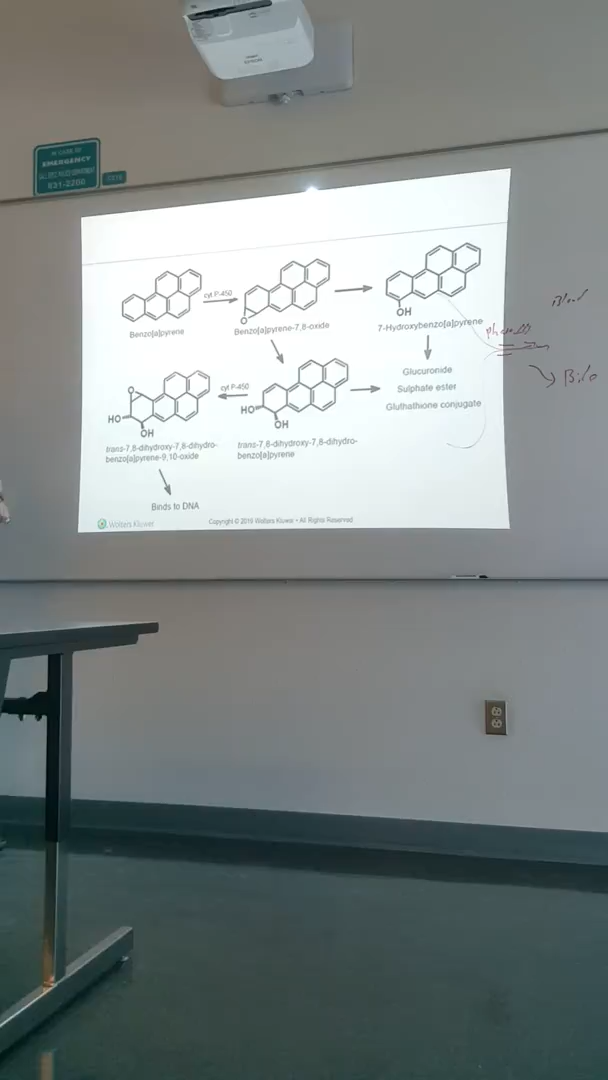 IN CASE OF
EMERGENCY
831-2200
cyt P-450
Benzo[a]pyrene
O
Benzo[a]pyrene-7,8-oxide
OH
7-Hydroxybenzo[a]pyrene
Glucuronide
Sulphate ester
Gluthathione conjugate
O
HO
OH
cyt P-450
HO
OH
trans-7,8-dihydroxy-7,8-dihydro-
benzo[a]pyrene-9,10-oxide
trans-7,8-dihydroxy-7,8-dihydro-
benzo[a]pyrene
Binds to DNA
Wolters Kluwer
Copyright © 2019 Wolters Kluwer • All Rights Reserved